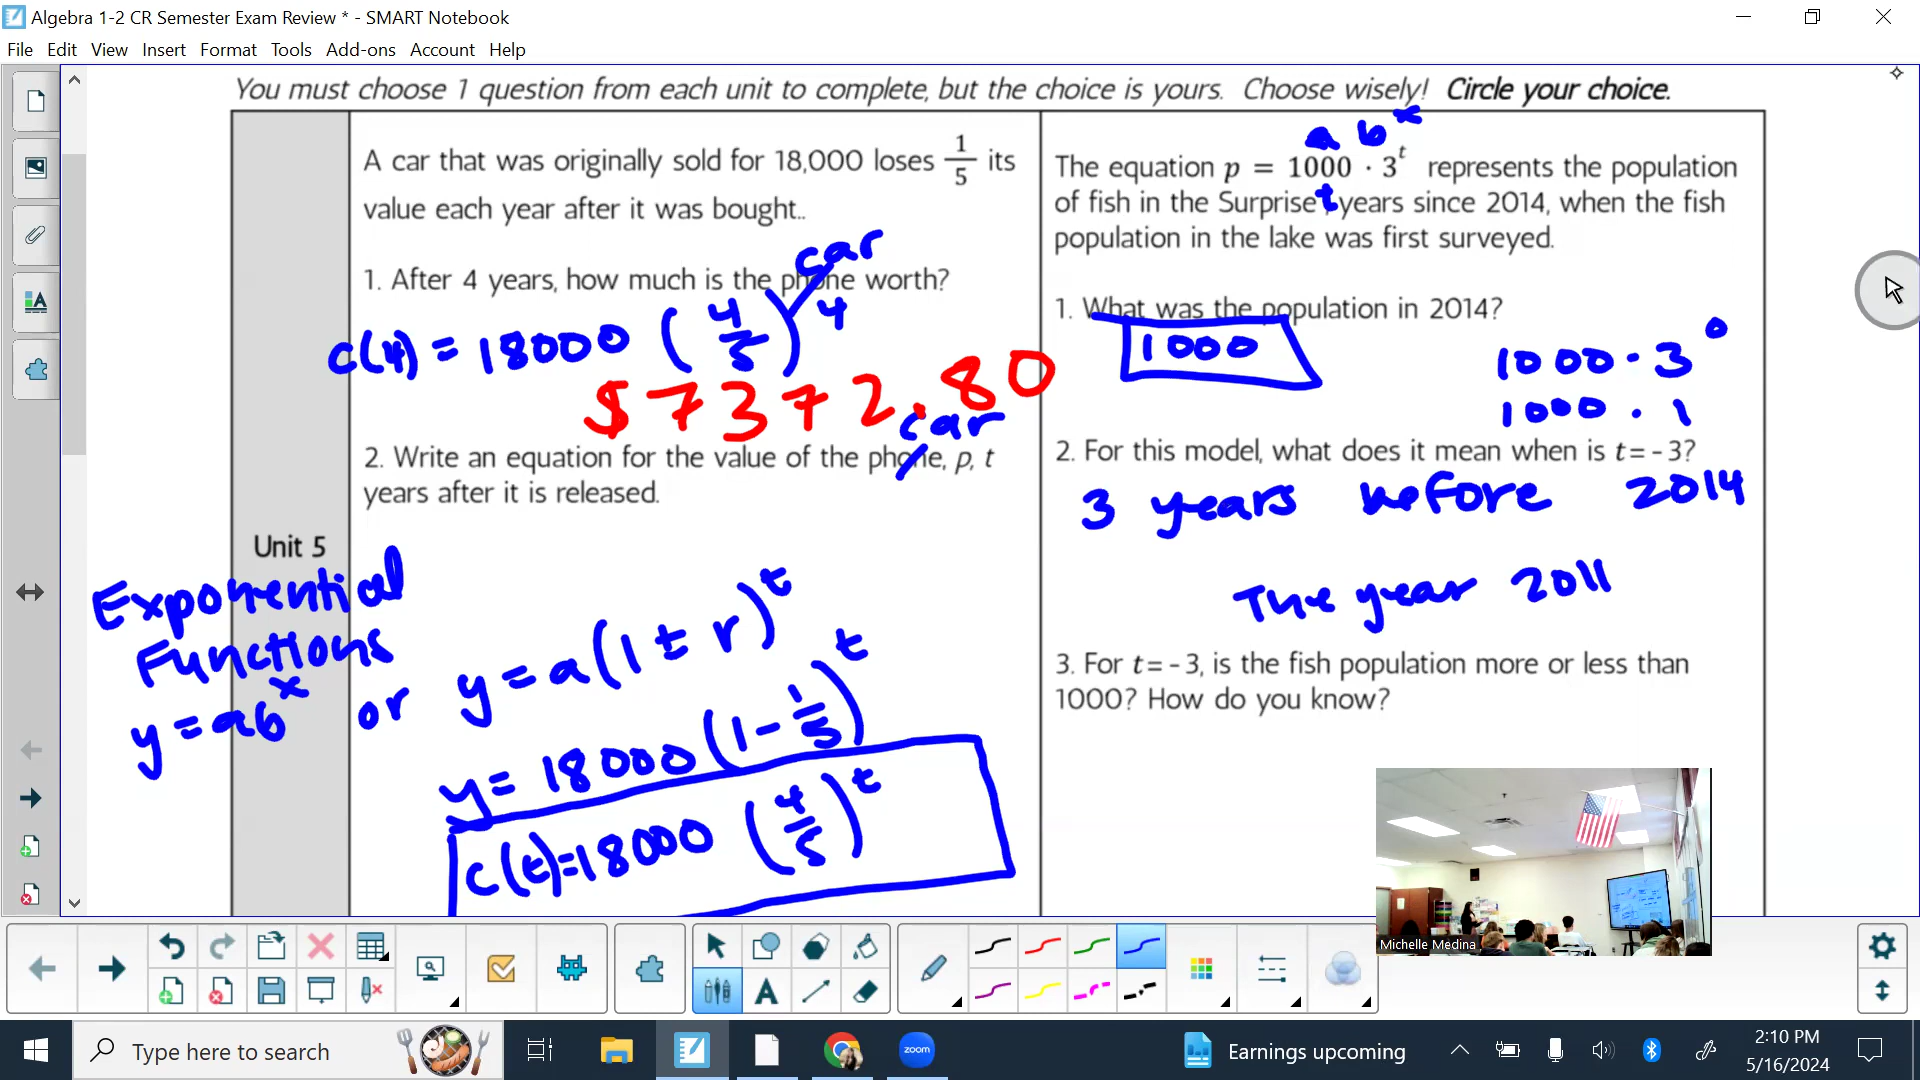 Algebra 1-2 CR Semester Exam Review * - SMART Notebook
File Edit View Insert Format Tools Add-ons Account Help
You must choose 1 question from each unit to complete, but the choice is yours. Choose wisely! Circle your choice.
Unit 5
Exponential
Functions
y = ab^x or y = a(1 ± r)^t
A car that was originally sold for 18,000 loses 1/5 its
value each year after it was bought..
car
1. After 4 years, how much is the phone worth?
c(4) = 18000 (4/5)^4
$7372.80
car
2. Write an equation for the value of the phone, p, t
years after it is released.
y = 18000 (1 - 1/5)^t
c(t) = 18000 (4/5)^t
a b^x
The equation p = 1000 · 3^t represents the population
of fish in the Surprise t years since 2014, when the fish
population in the lake was first surveyed.
1. What was the population in 2014?
1000
1000 · 3^0
1000 · 1
2. For this model, what does it mean when is t= - 3?
3 years before 2014
The year 2011
3. For t= - 3, is the fish population more or less than
1000? How do you know?
Michelle Medina
A
Type here to search
zoom
Earnings upcoming
2:10 PM
5/16/2024